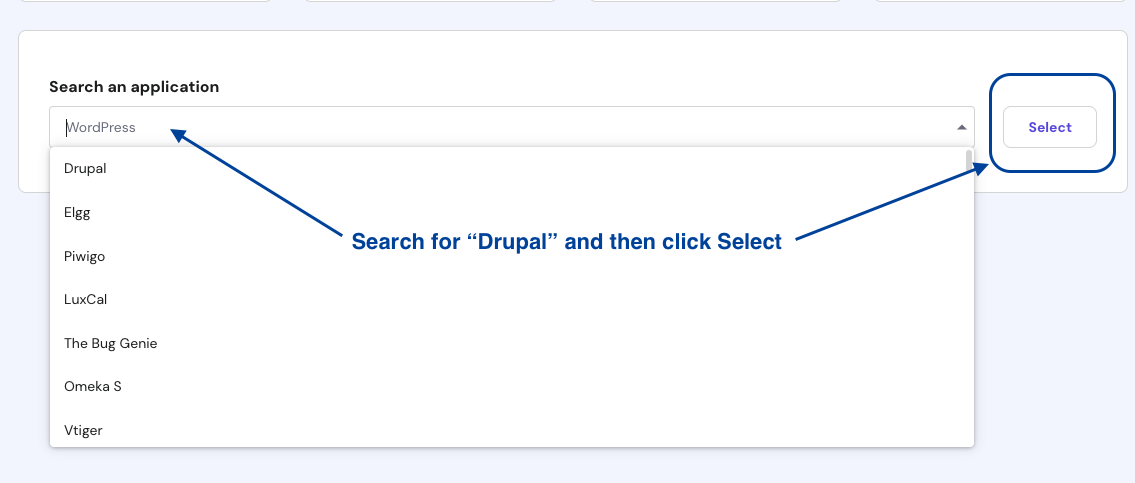 Search an application
WordPress
Select
Drupal
Elgg
Search for “Drupal” and then click Select
Piwigo
LuxCal
The Bug Genie
Omeka S
Vtiger